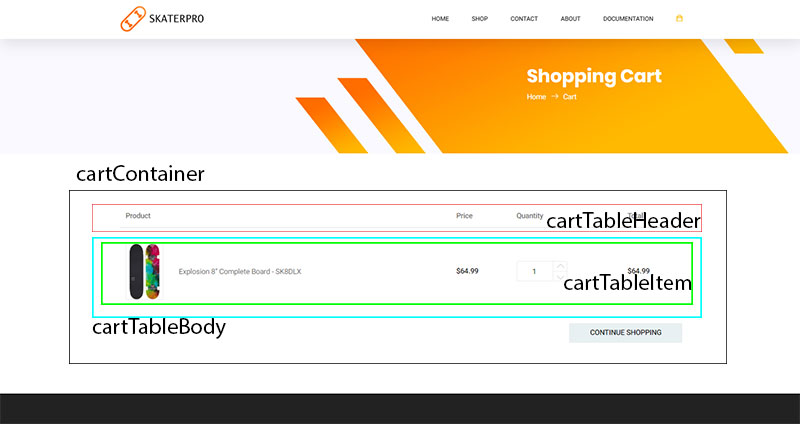 SKATERPRO
HOME SHOP CONTACT ABOUT DOCUMENTATION
Shopping Cart
Home → Cart
cartContainer
Product Price Quantity Total
cartTableHeader
Explosion 8" Complete Board - SK8DLX $64.99 1 $64.99
cartTableItem
cartTableBody
CONTINUE SHOPPING